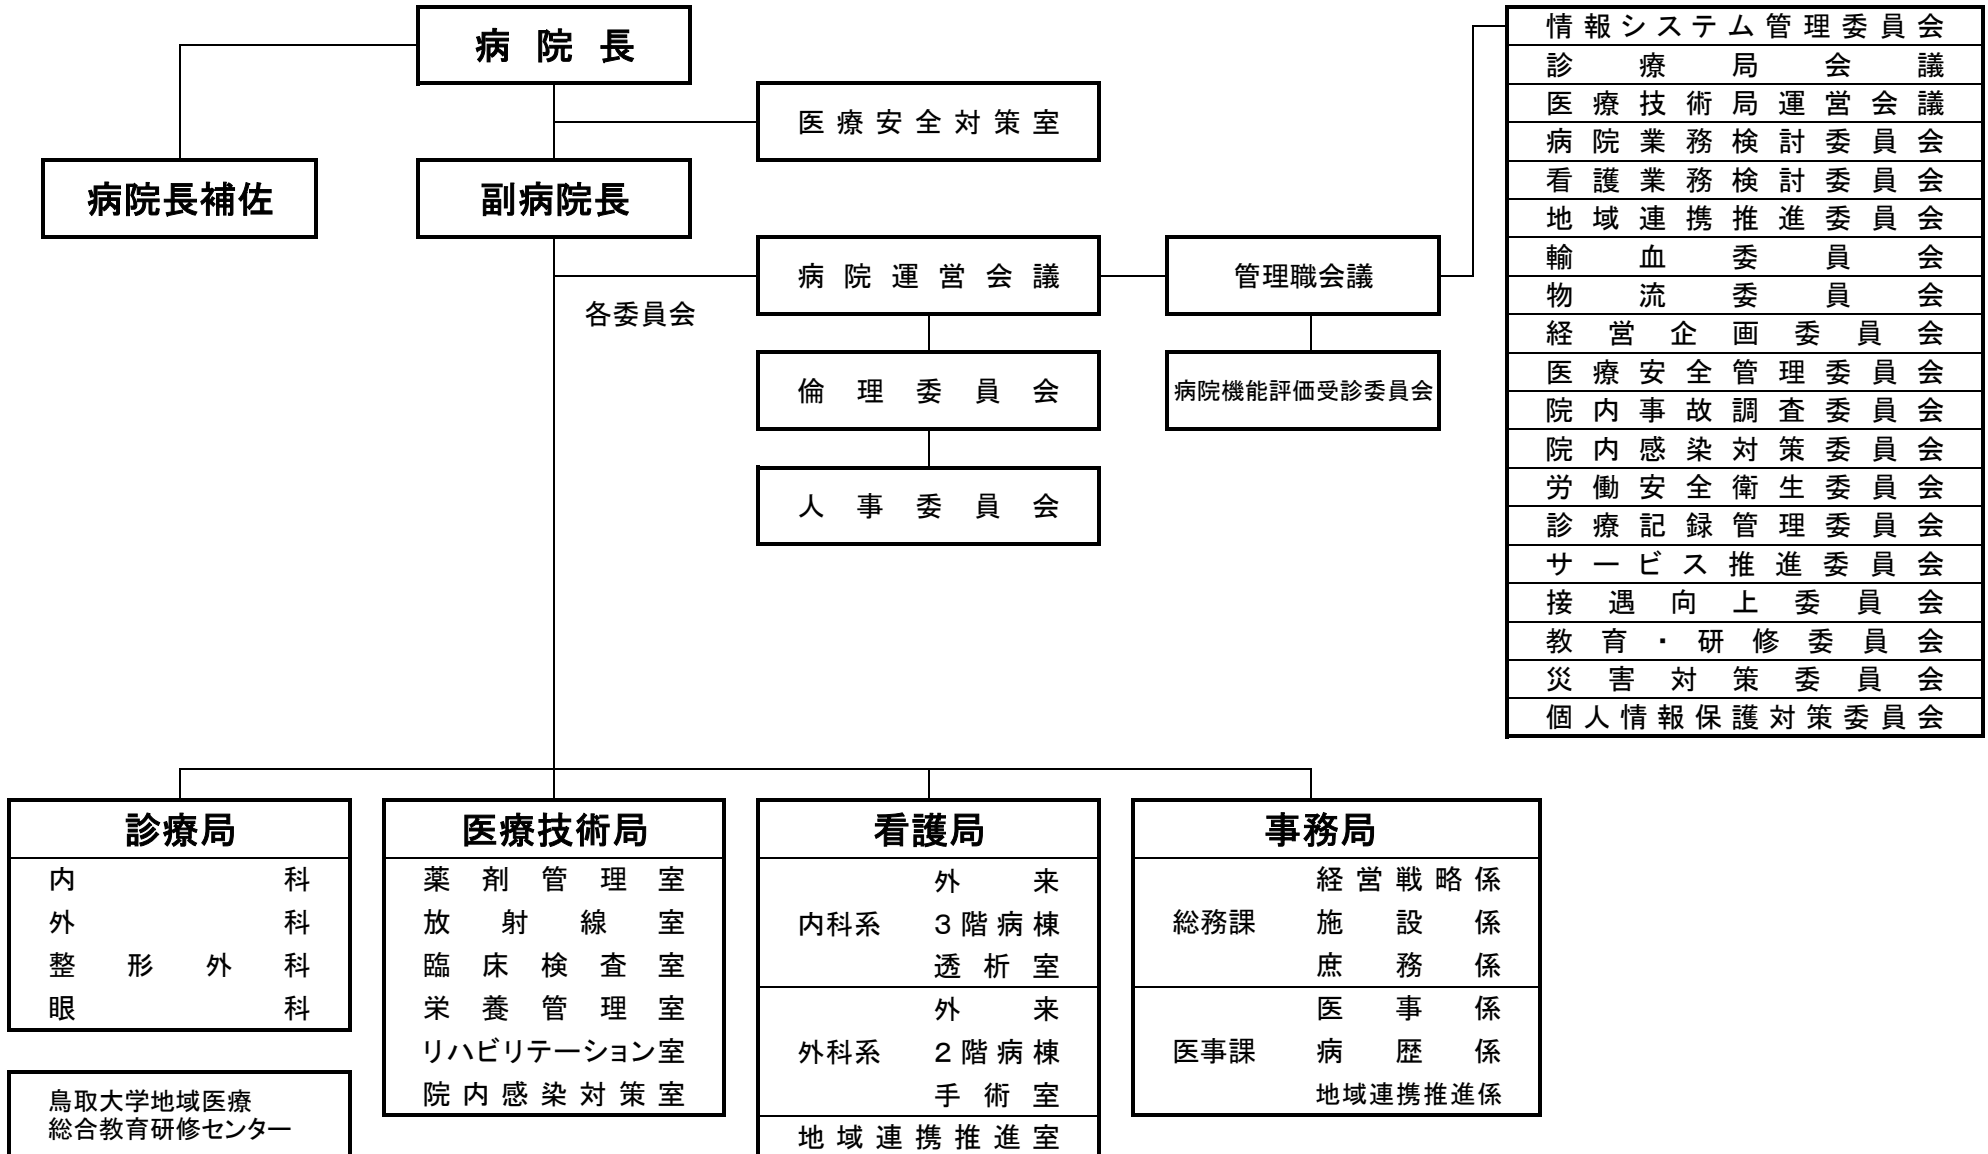 病院長
医療安全対策室
病院長補佐
副病院長
病院運営会議
管理職会議
各委員会
倫理委員会
病院機能評価受診委員会
人事委員会
情報システム管理委員会
診療局会議
医療技術局運営会議
病院業務検討委員会
看護業務検討委員会
地域連携推進委員会
輸血委員会
物流委員会
経営企画委員会
医療安全管理委員会
院内事故調査委員会
院内感染対策委員会
労働安全衛生委員会
診療記録管理委員会
サービス推進委員会
接遇向上委員会
教育・研修委員会
災害対策委員会
個人情報保護対策委員会
診療局
内科
外科
整形外科
眼科
鳥取大学地域医療
総合教育研修センター
医療技術局
薬剤管理室
放射線室
臨床検査室
栄養管理室
リハビリテーション室
院内感染対策室
看護局
内科系
外来
3階病棟
透析室
外科系
外来
2階病棟
手術室
地域連携推進室
事務局
総務課
経営戦略係
施設係
庶務係
医事課
医事係
病歴係
地域連携推進係